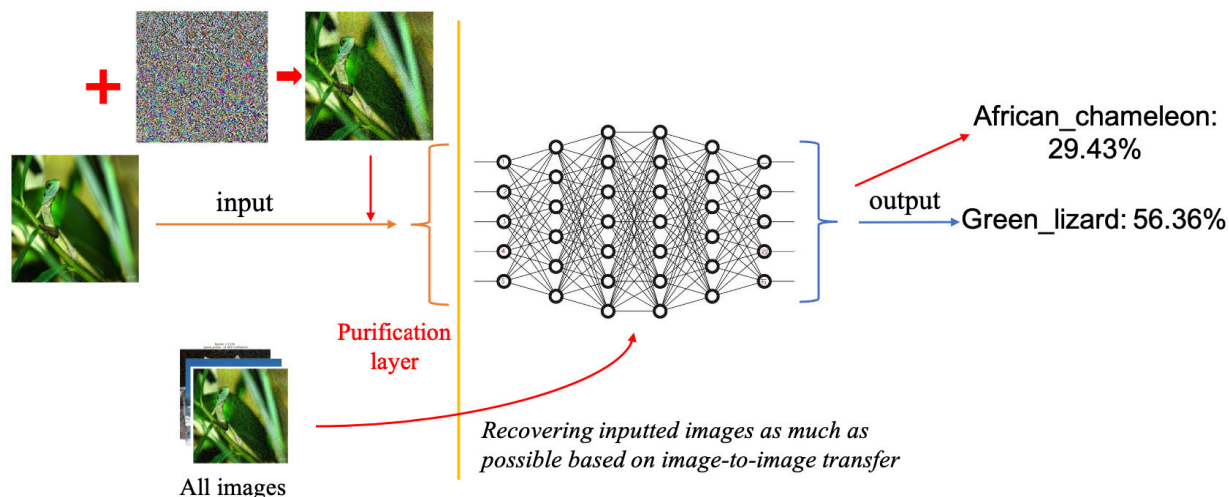 African_chameleon:
29.43%
input
output
Green_lizard: 56.36%
Purification
layer
Recovering inputted images as much as
possible based on image-to-image transfer
All images